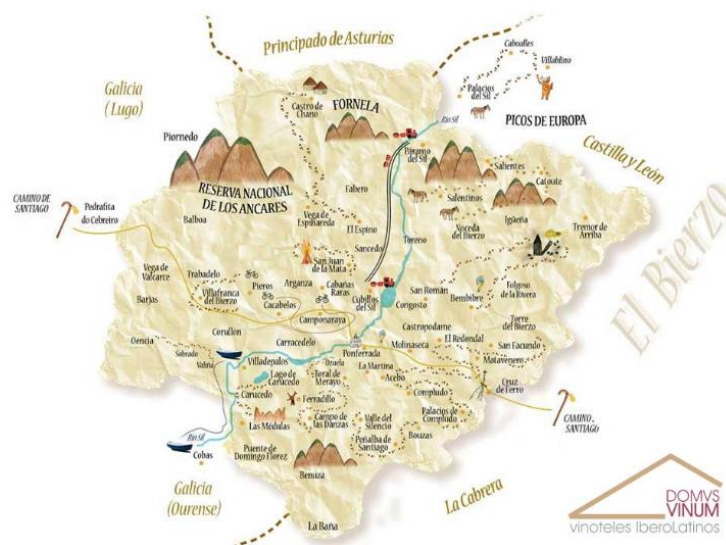 Principado de Asturias
Caboalles
Villablino
Palacios
del Sil
Galicia
(Lugo)
Castro de
Chano
FORNELA
Rio Sil
PICOS DE EUROPA
Piornedo
Páramo
del Sil
Castilla y León
Salientes
Catoute
RESERVA NACIONAL
DE LOS ANCARES
Fabero
Salentinos
CAMINO DE
SANTIAGO
Pedrafita
do Cebreiro
Balboa
Vega de
Espinareda
El Espino
Noceda
del Bierzo
Igüeña
Tremor de
Arriba
El Bierzo
Sancedo
Toreno
San Juan
de la Mata
Vega de
Valcarce
Trabadelo
Pieros
Arganza
Cabañas
Raras
San Román
Folgoso
de la Rivera
Bembibre
Barjas
Villafranca
del Bierzo
Cacabelos
Cubillos
del Sil
Congosto
Camponaraya
Torre
del Bierzo
Corullón
Castropodame
Oencia
Carracedelo
Ponferrada
Molinaseca
El Redondal
San Facundo
Sobrado
Matavenero
Valiña
Villadepalos
La Martina
Lago de
Carucedo
Toral de
Merayo
Acebo
Cruz
de Ferro
Carucedo
Ferradillo
Compludo
CAMINO
SANTIAGO
Las Médulas
Campo de
las Danzas
Valle del
Silencio
Palacios de
Compludo
Rio Sil
Peñalba de
Santiago
Bouzas
Cobas
Puente de
Domingo Florez
Benuza
Galicia
(Ourense)
La Cabrera
La Baña
DOMVS
VINUM
vinoteles IberoLatinos